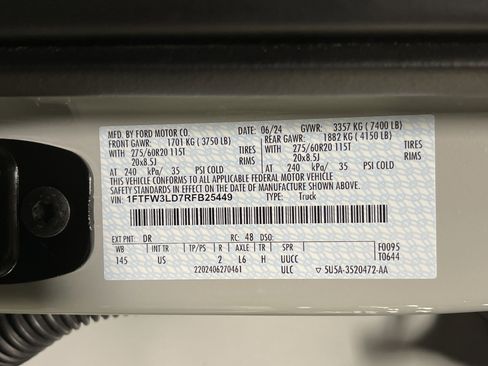 MFD. BY FORD MOTOR CO. DATE: 06/24 GVWR: 3357 KG ( 7400 LB)
FRONT GAWR: 1701 KG ( 3750 LB) REAR GAWR: 1882 KG ( 4150 LB)
WITH 275/60R20 115T TIRES WITH 275/60R20 115T TIRES
20x8.5J RIMS 20x8.5J RIMS
AT 240 kPa/ 35 PSI COLD AT 240 kPa/ 35 PSI COLD
THIS VEHICLE CONFORMS TO ALL APPLICABLE FEDERAL MOTOR VEHICLE
SAFETY STANDARDS IN EFFECT ON THE DATE OF MANUFACTURE SHOWN ABOVE.
VIN: 1FTFW3LD7RFB25449 TYPE: Truck
EXT PNT: DR RC: 48 DSO:
WB INT TR TP/PS R AXLE TR SPR F0095
145 US 2 L6 H UUCC T0644
2202406270461 ULC ▽ 5U5A-3520472-AA